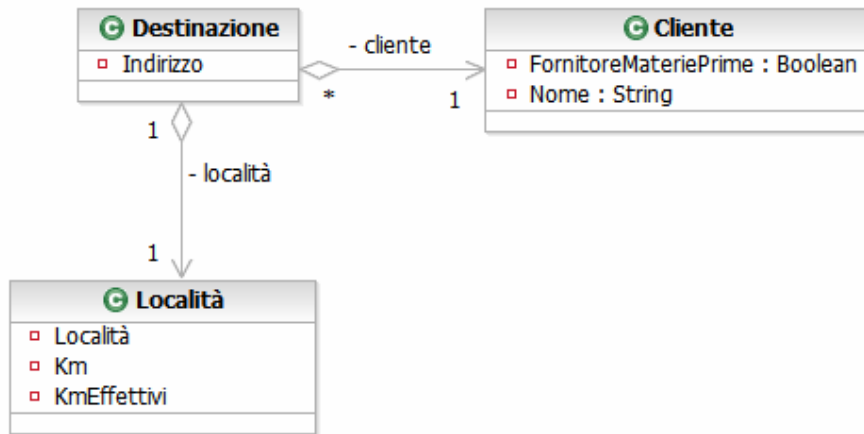 C Destinazione
Indirizzo
- cliente
*
1
C Cliente
FornitoreMateriePrime : Boolean
Nome : String
1
- località
1
C Località
Località
Km
KmEffettivi